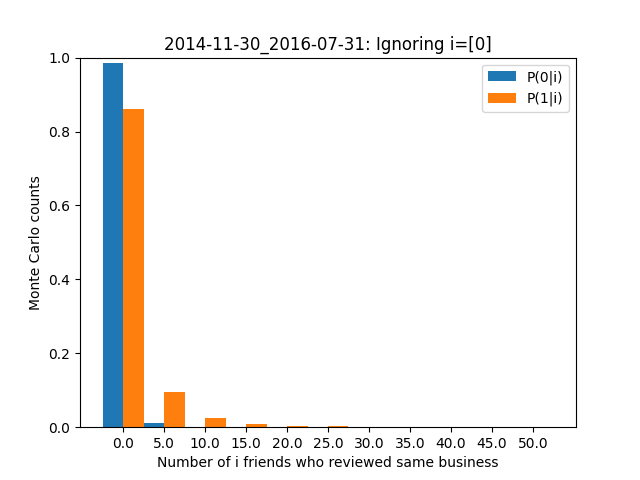 2014-11-30_2016-07-31: Ignoring i=[0]
P(0|i)
P(1|i)
1.0
0.8
0.6
0.4
0.2
0.0
Monte Carlo counts
0.0 5.0 10.0 15.0 20.0 25.0 30.0 35.0 40.0 45.0 50.0
Number of i friends who reviewed same business